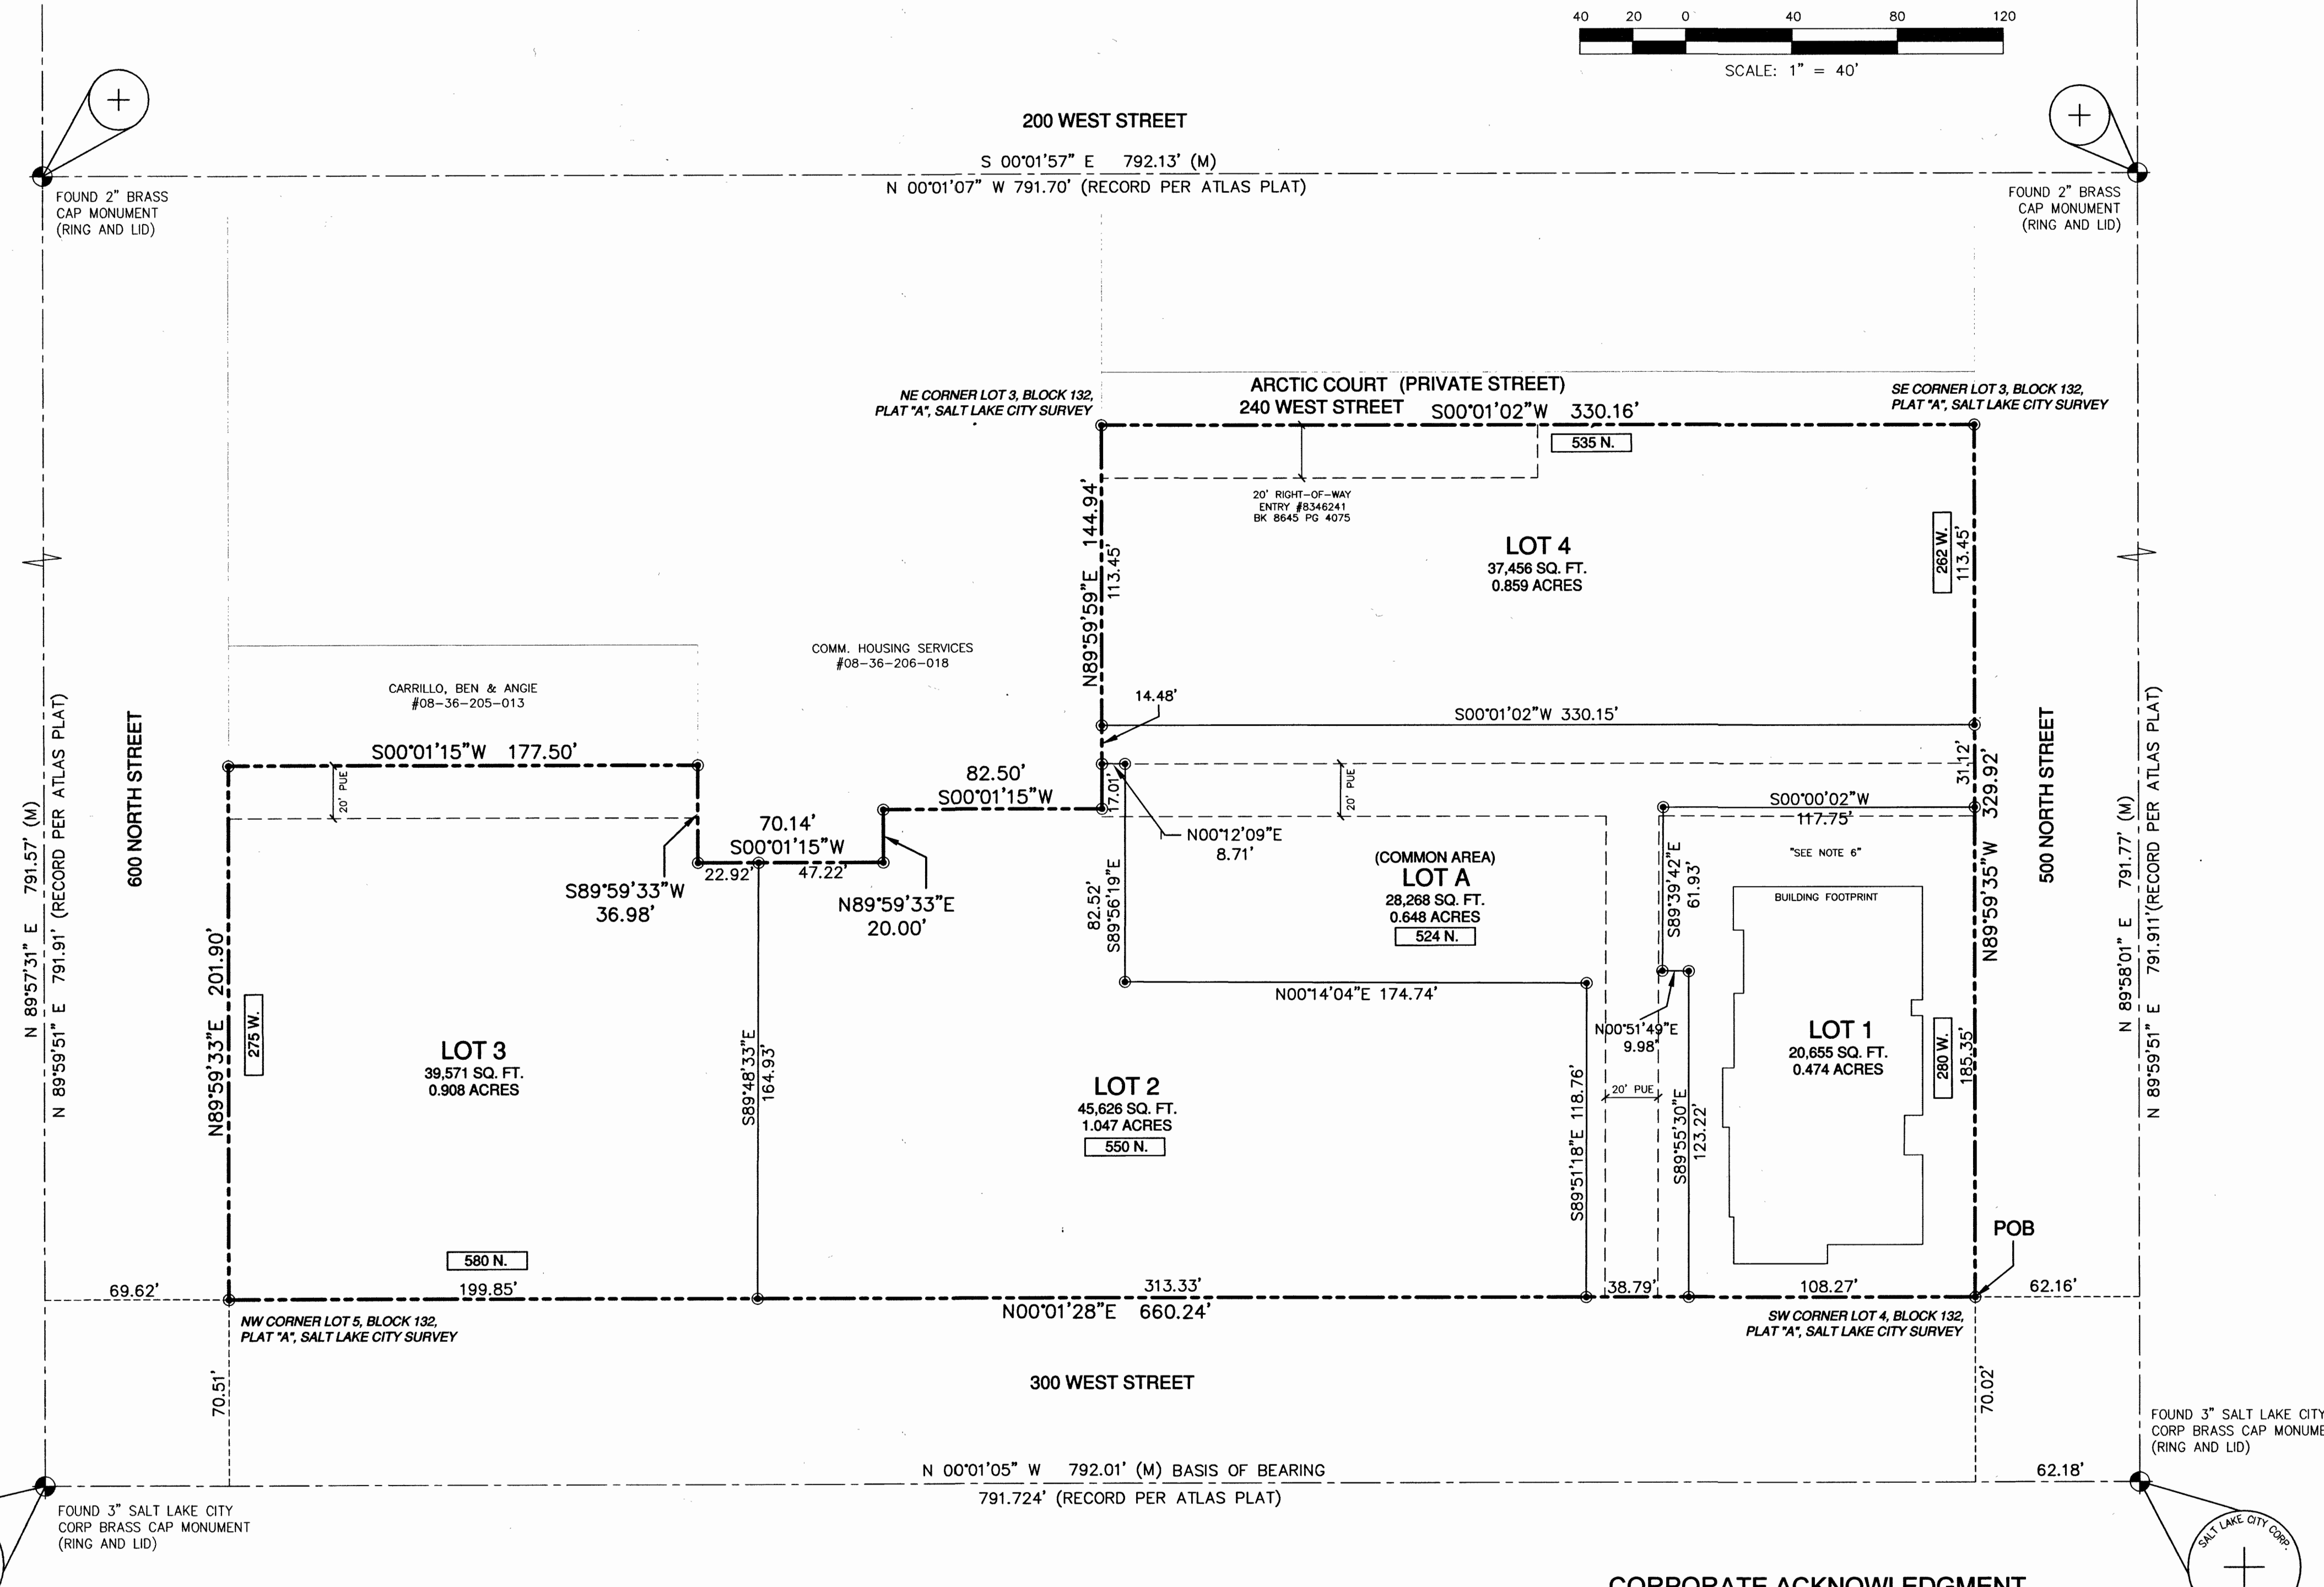 40 20 0 40 80 120
SCALE: 1" = 40'
200 WEST STREET
S 00°01'57" E 792.13' (M)
N 00°01'07" W 791.70' (RECORD PER ATLAS PLAT)
FOUND 2" BRASS
CAP MONUMENT
(RING AND LID)
FOUND 2" BRASS
CAP MONUMENT
(RING AND LID)
NE CORNER LOT 3, BLOCK 132,
PLAT "A", SALT LAKE CITY SURVEY
ARCTIC COURT (PRIVATE STREET)
240 WEST STREET
S00°01'02"W 330.16'
SE CORNER LOT 3, BLOCK 132,
PLAT "A", SALT LAKE CITY SURVEY
535 N.
20' RIGHT-OF-WAY
ENTRY #8346241
BK 8645 PG 4075
N89°59'59"E 144.94'
113.45'
LOT 4
37,456 SQ. FT.
0.859 ACRES
262 W.
113.45'
COMM. HOUSING SERVICES
#08-36-206-018
CARRILLO, BEN & ANGIE
#08-36-205-013
14.48'
S00°01'02"W 330.15'
N 89°57'31" E 791.57' (M)
N 89°59'51" E 791.91' (RECORD PER ATLAS PLAT)
600 NORTH STREET
S00°01'15"W 177.50'
20' PUE
82.50'
S00°01'15"W
17.01'
20' PUE
31.12'
N89°59'35"W 329.92'
500 NORTH STREET
N 89°58'01" E 791.77' (M)
N 89°59'51" E 791.911'(RECORD PER ATLAS PLAT)
70.14'
S00°01'15"W
22.92'
47.22'
S89°59'33"W
36.98'
N89°59'33"E
20.00'
N00°12'09"E
8.71'
S00°00'02"W
117.75'
"SEE NOTE 6"
(COMMON AREA)
LOT A
28,268 SQ. FT.
0.648 ACRES
524 N.
82.52'
S89°56'19"E
S89°39'42"E
61.93'
BUILDING FOOTPRINT
N00°14'04"E 174.74'
N00°51'49"E
9.98'
N89°59'33"E 201.90'
275 W.
LOT 3
39,571 SQ. FT.
0.908 ACRES
S89°48'33"E
164.93'
LOT 2
45,626 SQ. FT.
1.047 ACRES
550 N.
S89°51'18"E 118.76'
20' PUE
S89°55'30"E
123.22'
LOT 1
20,655 SQ. FT.
0.474 ACRES
280 W.
185.35'
POB
580 N.
69.62'
199.85'
313.33'
38.79'
108.27'
62.16'
N00°01'28"E 660.24'
NW CORNER LOT 5, BLOCK 132,
PLAT "A", SALT LAKE CITY SURVEY
SW CORNER LOT 4, BLOCK 132,
PLAT "A", SALT LAKE CITY SURVEY
70.51'
300 WEST STREET
70.02'
N 00°01'05" W 792.01' (M) BASIS OF BEARING
791.724' (RECORD PER ATLAS PLAT)
62.18'
FOUND 3" SALT LAKE CITY
CORP BRASS CAP MONUMENT
(RING AND LID)
FOUND 3" SALT LAKE CITY
CORP BRASS CAP MONUME
(RING AND LID)
SALT LAKE CITY CORP.
CORPORATE ACKNOWLEDGMENT